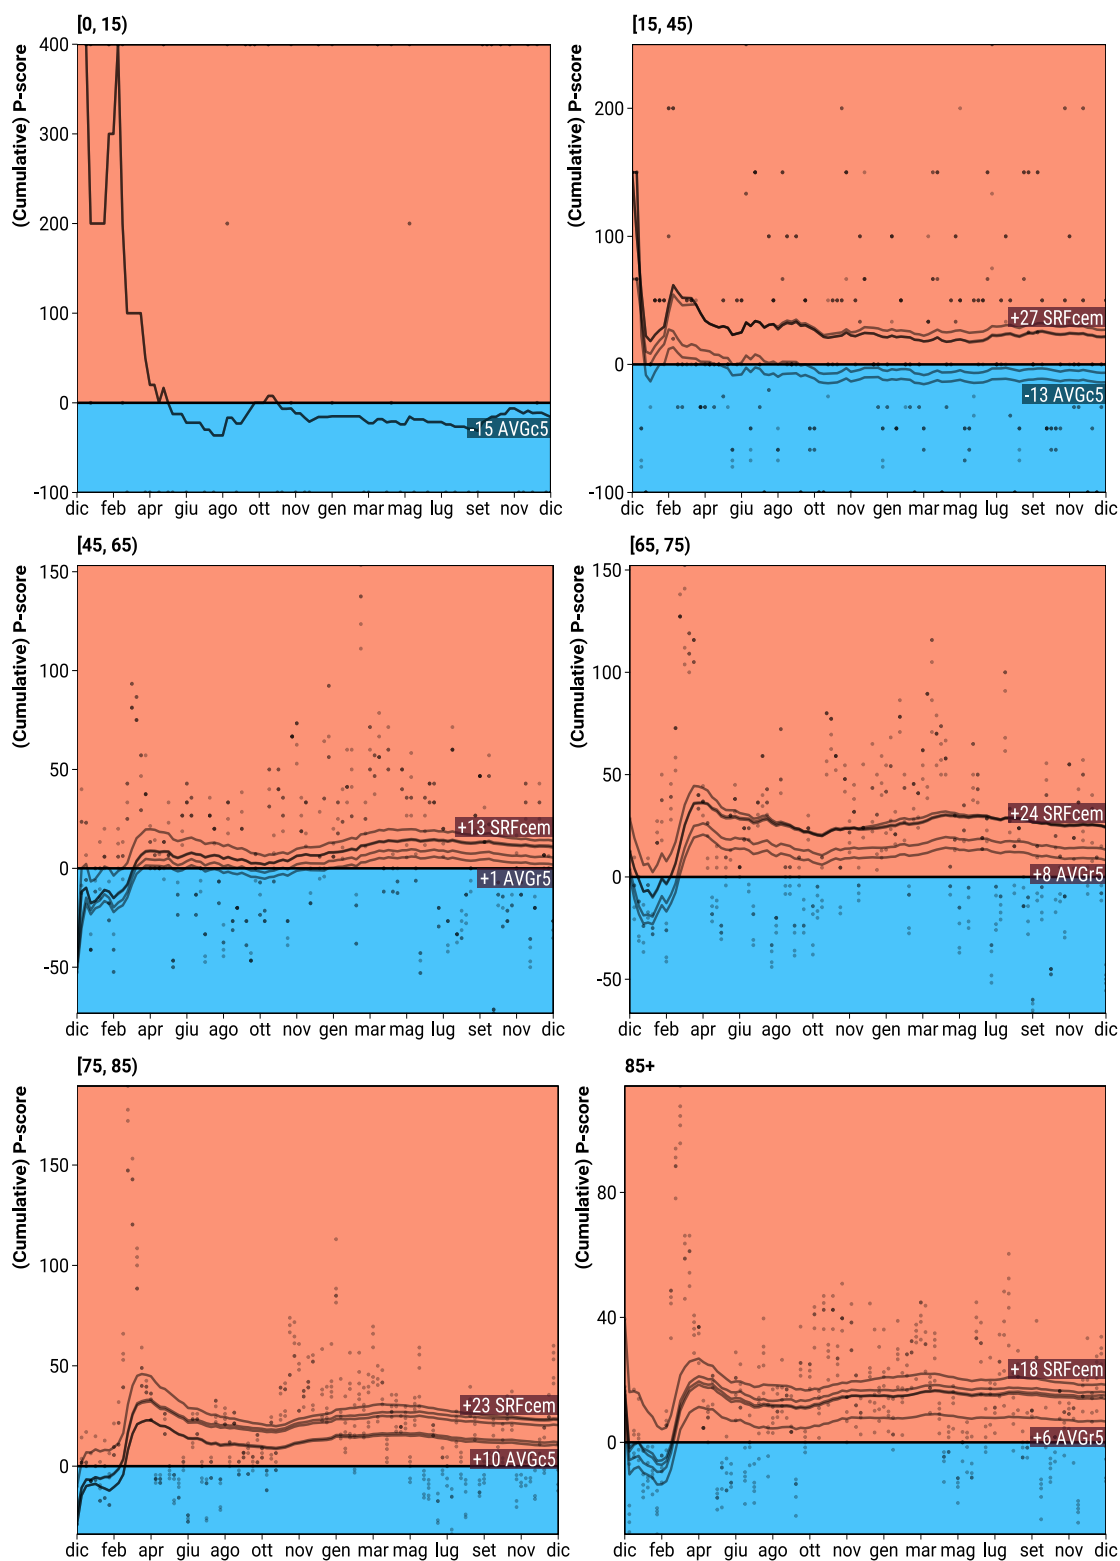 [0, 15)
(Cumulative) P-score
400
300
200
100
0
-100
-15 AVGc5
dic feb apr giu ago ott nov gen mar mag lug set nov dic
[15, 45)
(Cumulative) P-score
200
100
0
-100
+27 SRFcem
-13 AVGc5
dic feb apr giu ago ott nov gen mar mag lug set nov dic
[45, 65)
(Cumulative) P-score
150
100
50
0
-50
+13 SRFcem
+1 AVGr5
dic feb apr giu ago ott nov gen mar mag lug set nov dic
[65, 75)
(Cumulative) P-score
150
100
50
0
-50
+24 SRFcem
+8 AVGr5
dic feb apr giu ago ott nov gen mar mag lug set nov dic
[75, 85)
(Cumulative) P-score
150
100
50
0
+23 SRFcem
+10 AVGc5
dic feb apr giu ago ott nov gen mar mag lug set nov dic
85+
(Cumulative) P-score
80
40
0
+18 SRFcem
+6 AVGr5
dic feb apr giu ago ott nov gen mar mag lug set nov dic